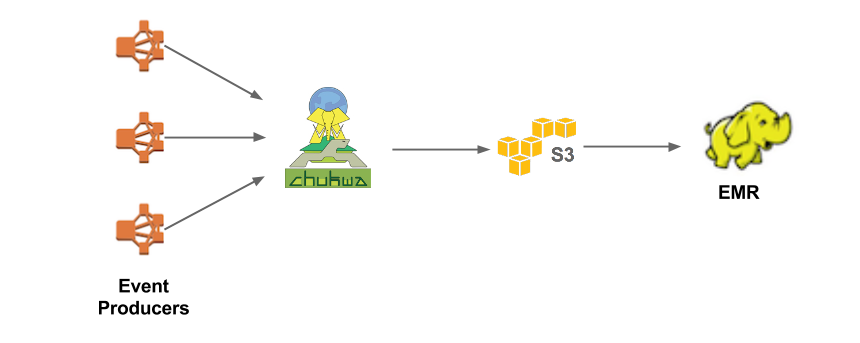 chukwa
S3
EMR
Event
Producers